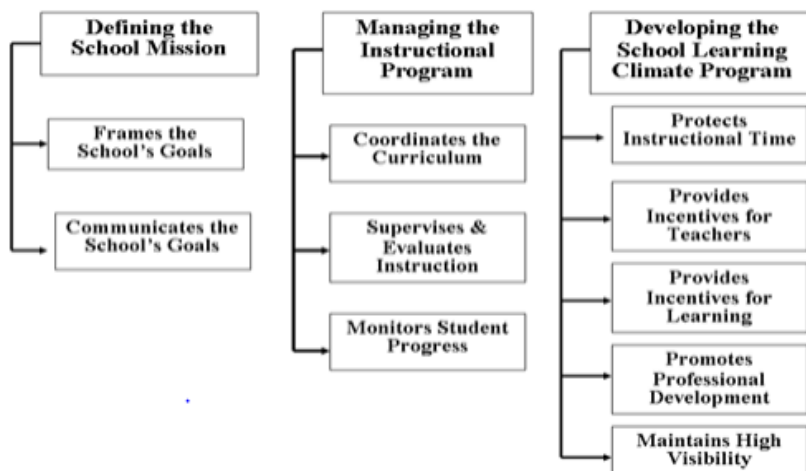 Defining the
School Mission
Frames the
School's Goals
Communicates the
School's Goals
Managing the
Instructional
Program
Coordinates the
Curriculum
Supervises &
Evaluates
Instruction
Monitors Student
Progress
Developing the
School Learning
Climate Program
Protects
Instructional Time
Provides
Incentives for
Teachers
Provides
Incentives for
Learning
Promotes
Professional
Development
Maintains High
Visibility